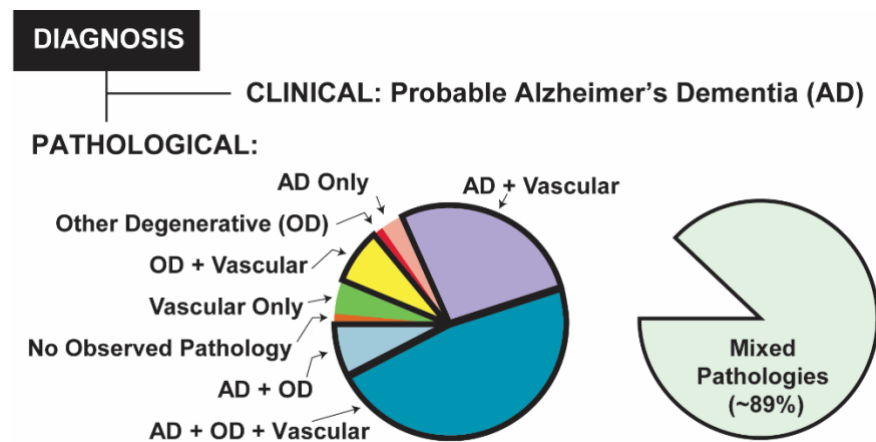 DIAGNOSIS
CLINICAL: Probable Alzheimer's Dementia (AD)
PATHOLOGICAL:
AD Only
AD + Vascular
Other Degenerative (OD)
OD + Vascular
Vascular Only
No Observed Pathology
AD + OD
AD + OD + Vascular
Mixed
Pathologies
(~89%)